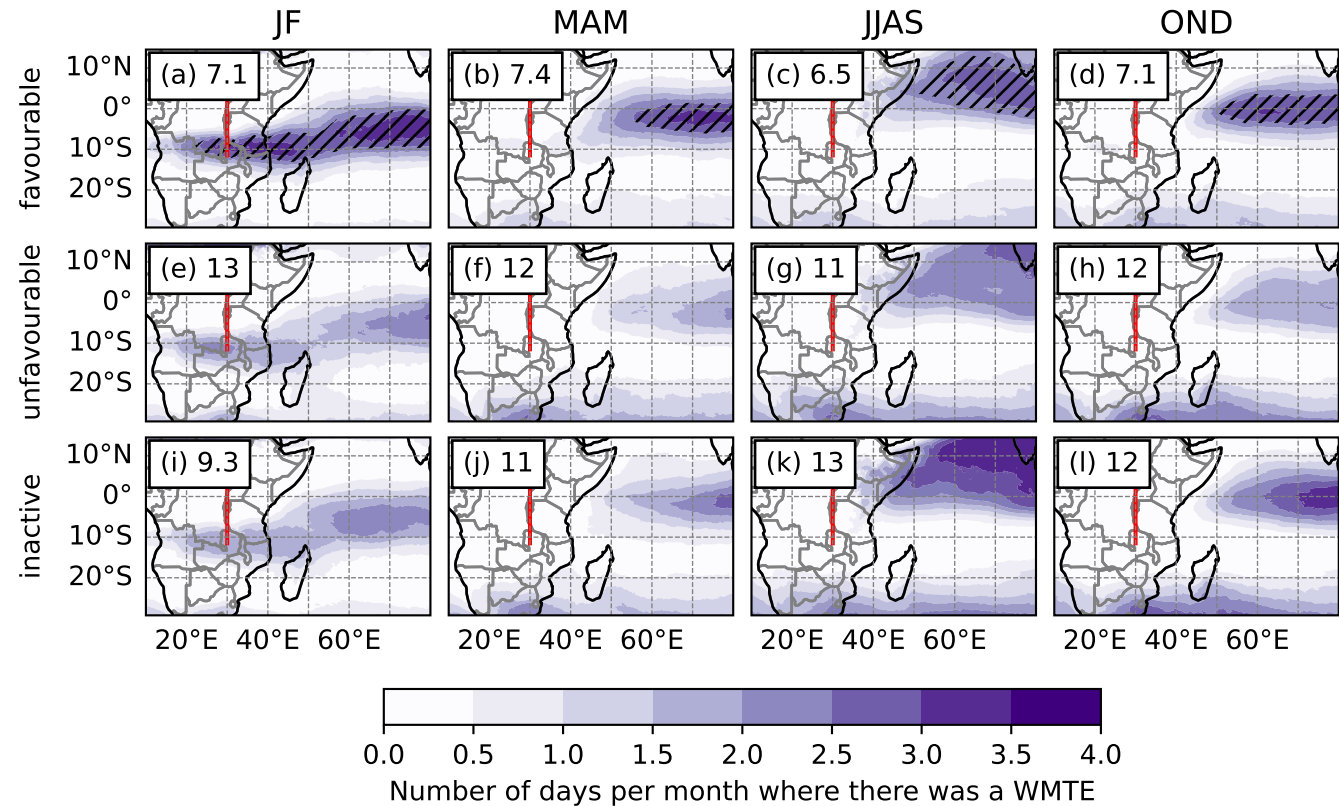 JF MAM JJAS OND
favourable
10°N
0°
10°S
20°S
(a) 7.1
(b) 7.4
(c) 6.5
(d) 7.1
unfavourable
10°N
0°
10°S
20°S
(e) 13
(f) 12
(g) 11
(h) 12
inactive
10°N
0°
10°S
20°S
(i) 9.3
(j) 11
(k) 13
(l) 12
20°E 40°E 60°E 20°E 40°E 60°E 20°E 40°E 60°E 20°E 40°E 60°E
0.0 0.5 1.0 1.5 2.0 2.5 3.0 3.5 4.0
Number of days per month where there was a WMTE